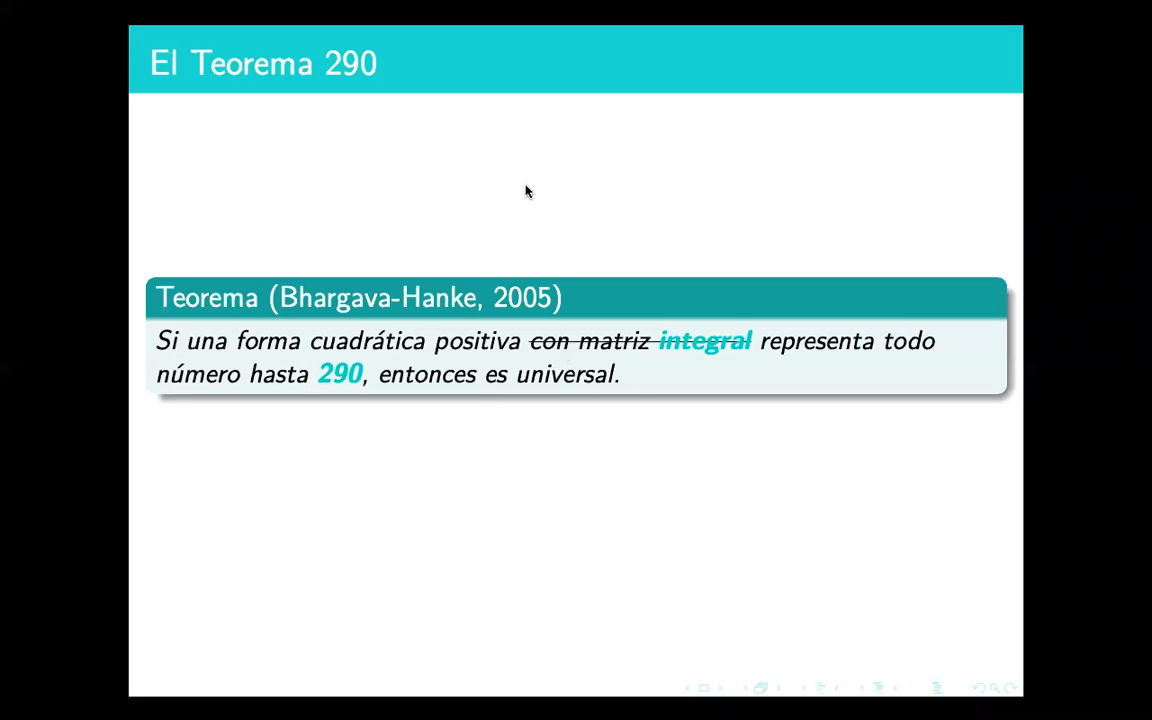 El Teorema 290
Teorema (Bhargava-Hanke, 2005)
Si una forma cuadrática positiva con matriz integral representa todo
número hasta 290, entonces es universal.